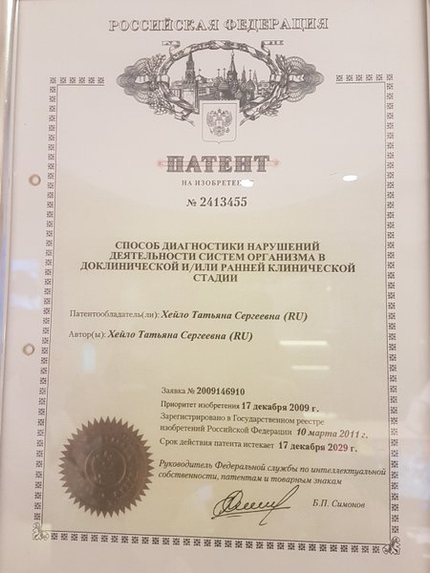 РОССИЙСКАЯ ФЕДЕРАЦИЯ
ПАТЕНТ
НА ИЗОБРЕТЕНИЕ
№ 2413455
СПОСОБ ДИАГНОСТИКИ НАРУШЕНИЙ
ДЕЯТЕЛЬНОСТИ СИСТЕМ ОРГАНИЗМА В
ДОКЛИНИЧЕСКОЙ И/ИЛИ РАННЕЙ КЛИНИЧЕСКОЙ
СТАДИИ
Патентообладатель(ли): Хейло Татьяна Сергеевна (RU)
Автор(ы): Хейло Татьяна Сергеевна (RU)
Заявка № 2009146910
Приоритет изобретения 17 декабря 2009 г.
Зарегистрировано в Государственном реестре
изобретений Российской Федерации 10 марта 2011 г.
Срок действия патента истекает 17 декабря 2029 г.
Руководитель Федеральной службы по интеллектуальной
собственности, патентам и товарным знакам
Б.П. Симонов